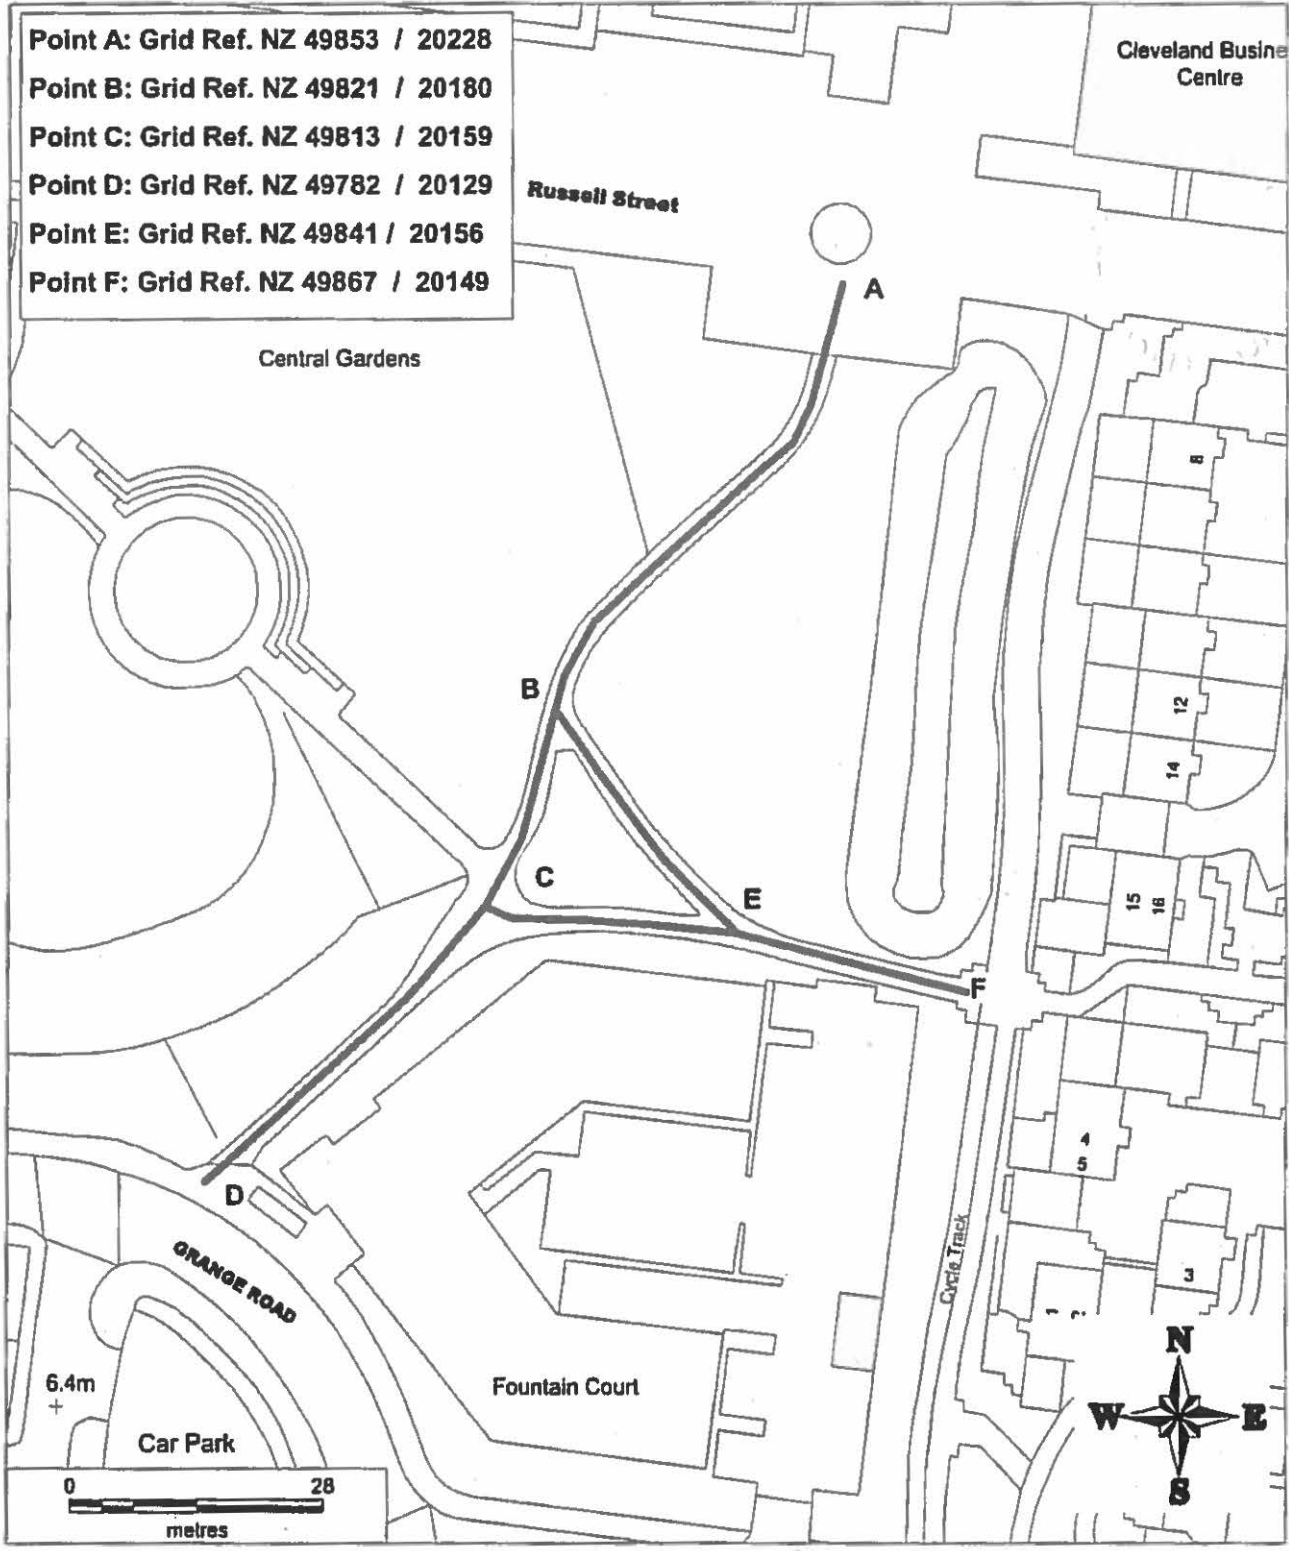 Point A: Grid Ref. NZ 49853 / 20228
Point B: Grid Ref. NZ 49821 / 20180
Point C: Grid Ref. NZ 49813 / 20159
Point D: Grid Ref. NZ 49782 / 20129
Point E: Grid Ref. NZ 49841 / 20156
Point F: Grid Ref. NZ 49867 / 20149
Cleveland Busine
Centre
Russell Street
A
Central Gardens
8
B
12
14
C
E
15
16
F
4
5
D
GRANGE ROAD
Cycle Track
3
1
N
6.4m
Fountain Court
W
E
Car Park
S
0
28
metres